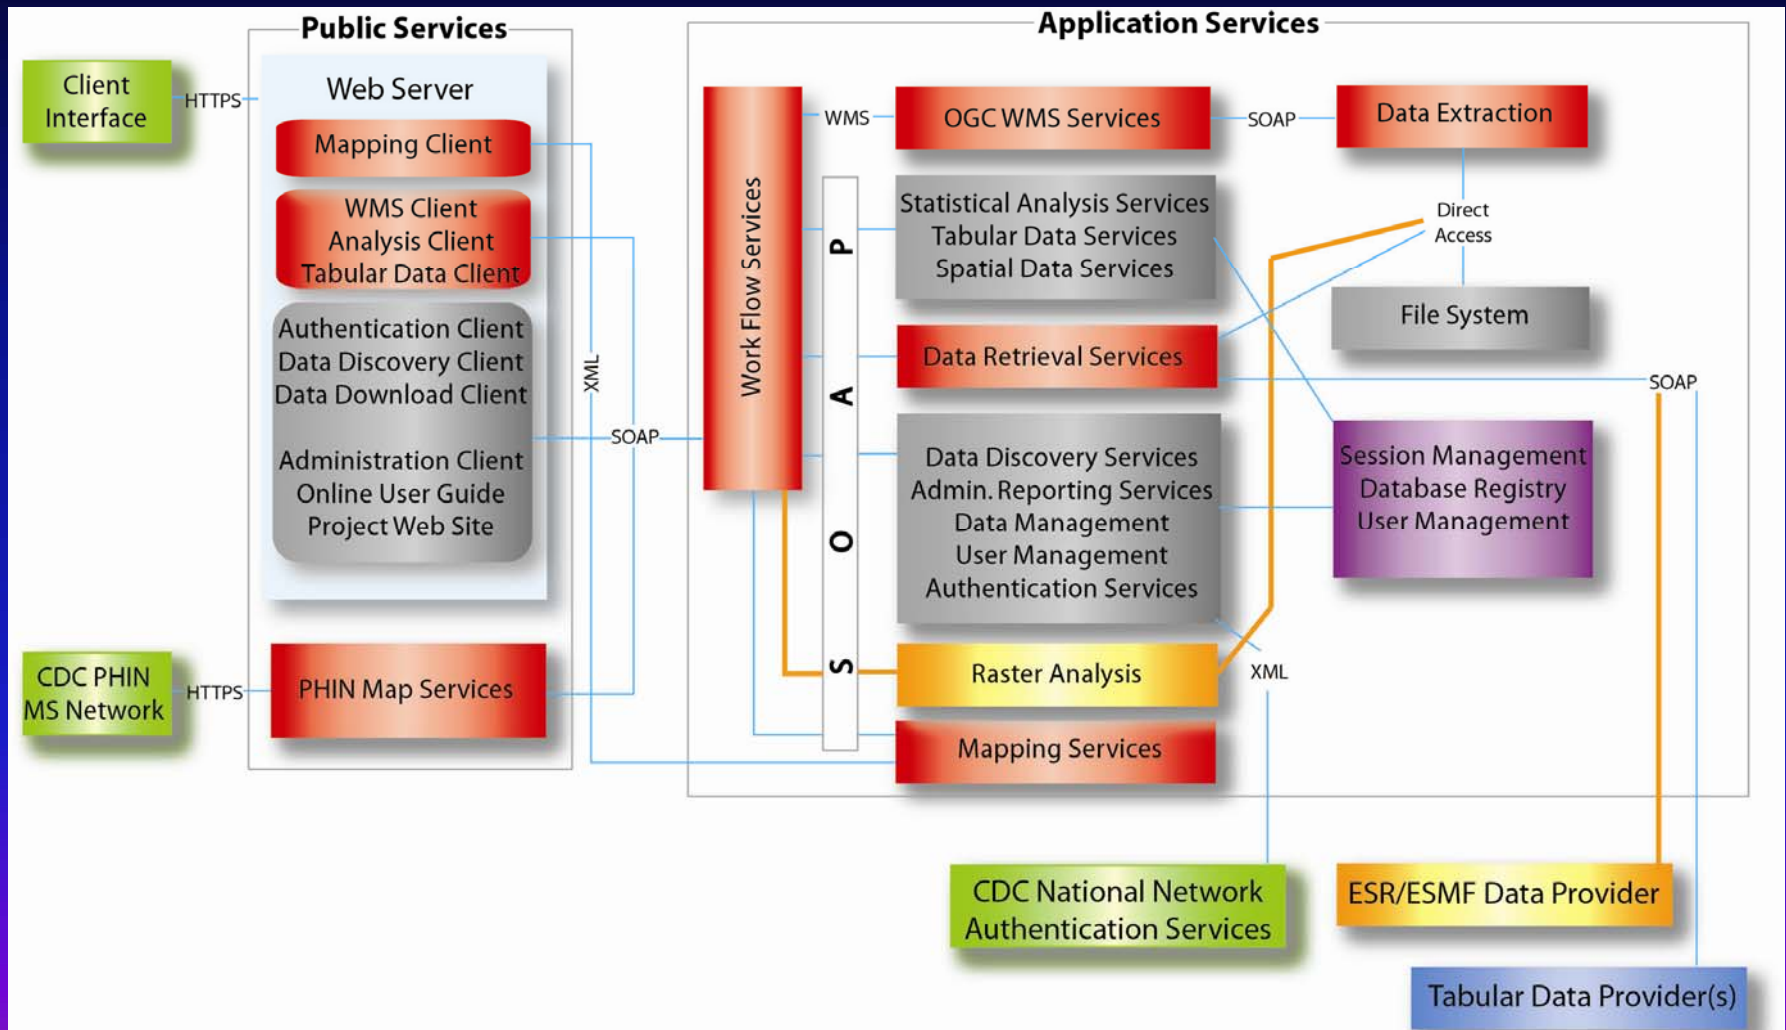 Public Services
Application Services
Client
Interface
HTTPS
Web Server
Mapping Client
WMS Client
Analysis Client
Tabular Data Client
Authentication Client
Data Discovery Client
Data Download Client
Administration Client
Online User Guide
Project Web Site
CDC PHIN
MS Network
HTTPS
PHIN Map Services
XML
SOAP
Work Flow Services
SOAP
WMS
OGC WMS Services
SOAP
Data Extraction
Statistical Analysis Services
Tabular Data Services
Spatial Data Services
Direct
Access
File System
Data Retrieval Services
SOAP
Data Discovery Services
Admin. Reporting Services
Data Management
User Management
Authentication Services
Session Management
Database Registry
User Management
Raster Analysis
XML
Mapping Services
CDC National Network
Authentication Services
ESR/ESMF Data Provider
Tabular Data Provider(s)